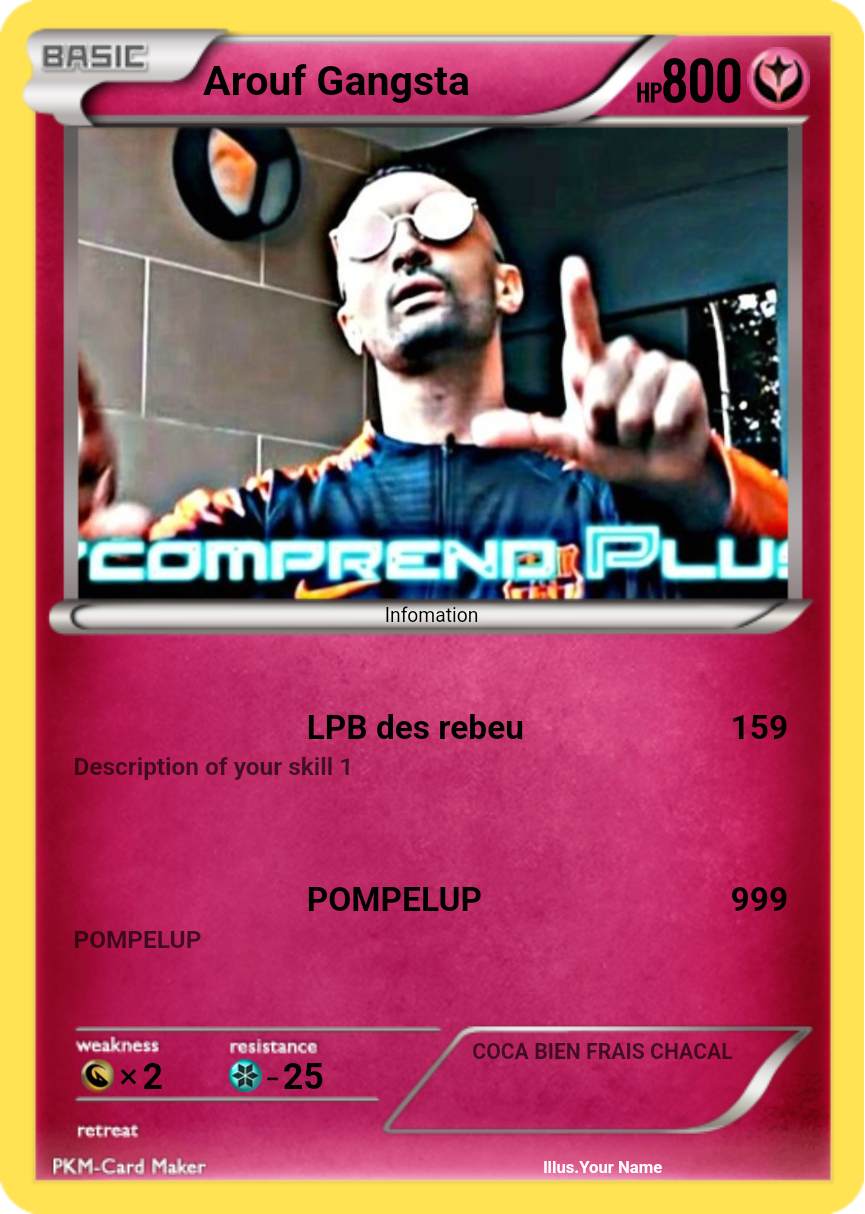 BASIC
Arouf Gangsta
HP800
YCOMPREND PLUS
Infomation
LPB des rebeu 159
Description of your skill 1
POMPELUP 999
POMPELUP
weakness resistance
×2 -25
COCA BIEN FRAIS CHACAL
retreat
PKM-Card Maker
Illus.Your Name